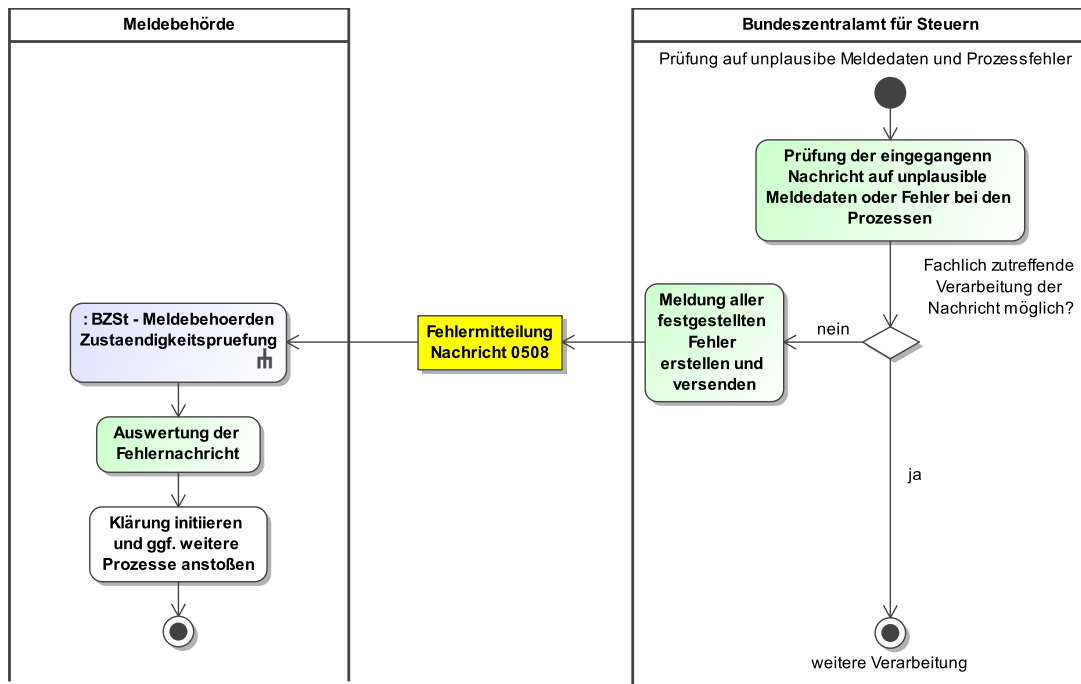 Meldebehörde
Bundeszentralamt für Steuern
Prüfung auf unplausibe Meldedaten und Prozessfehler
Prüfung der eingegangenn
Nachricht auf unplausible
Meldedaten oder Fehler bei den
Prozessen
Fachlich zutreffende
Verarbeitung der
Nachricht möglich?
nein
Meldung aller
festgestellten
Fehler
erstellen und
versenden
Fehlermitteilung
Nachricht 0508
: BZSt - Meldebehoerden
Zustaendigkeitspruefung
Auswertung der
Fehlernachricht
Klärung initiieren
und ggf. weitere
Prozesse anstoßen
ja
weitere Verarbeitung